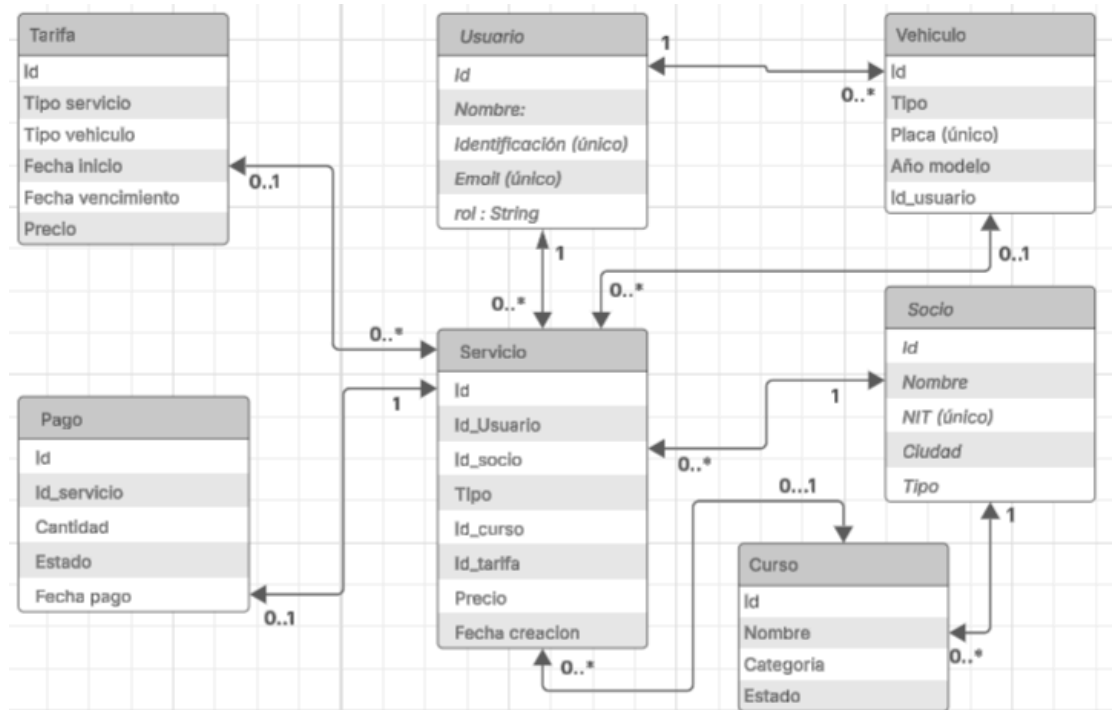 Tarifa
Id
Tipo servicio
Tipo vehiculo
Fecha inicio
Fecha vencimiento
Precio
0..1
Usuario
Id
Nombre:
Identificación (único)
Email (único)
rol : String
1
0..*
Vehiculo
Id
Tipo
Placa (único)
Año modelo
Id_usuario
1
0..*
0..*
0..1
0..*
Servicio
Id
Id_Usuario
Id_socio
Tipo
Id_curso
Id_tarifa
Precio
Fecha creacion
0..*
Socio
Id
Nombre
NIT (único)
Ciudad
Tipo
1
0..*
1
Pago
Id
Id_servicio
Cantidad
Estado
Fecha pago
1
0..1
0...1
Curso
Id
Nombre
Categoria
Estado
0..*